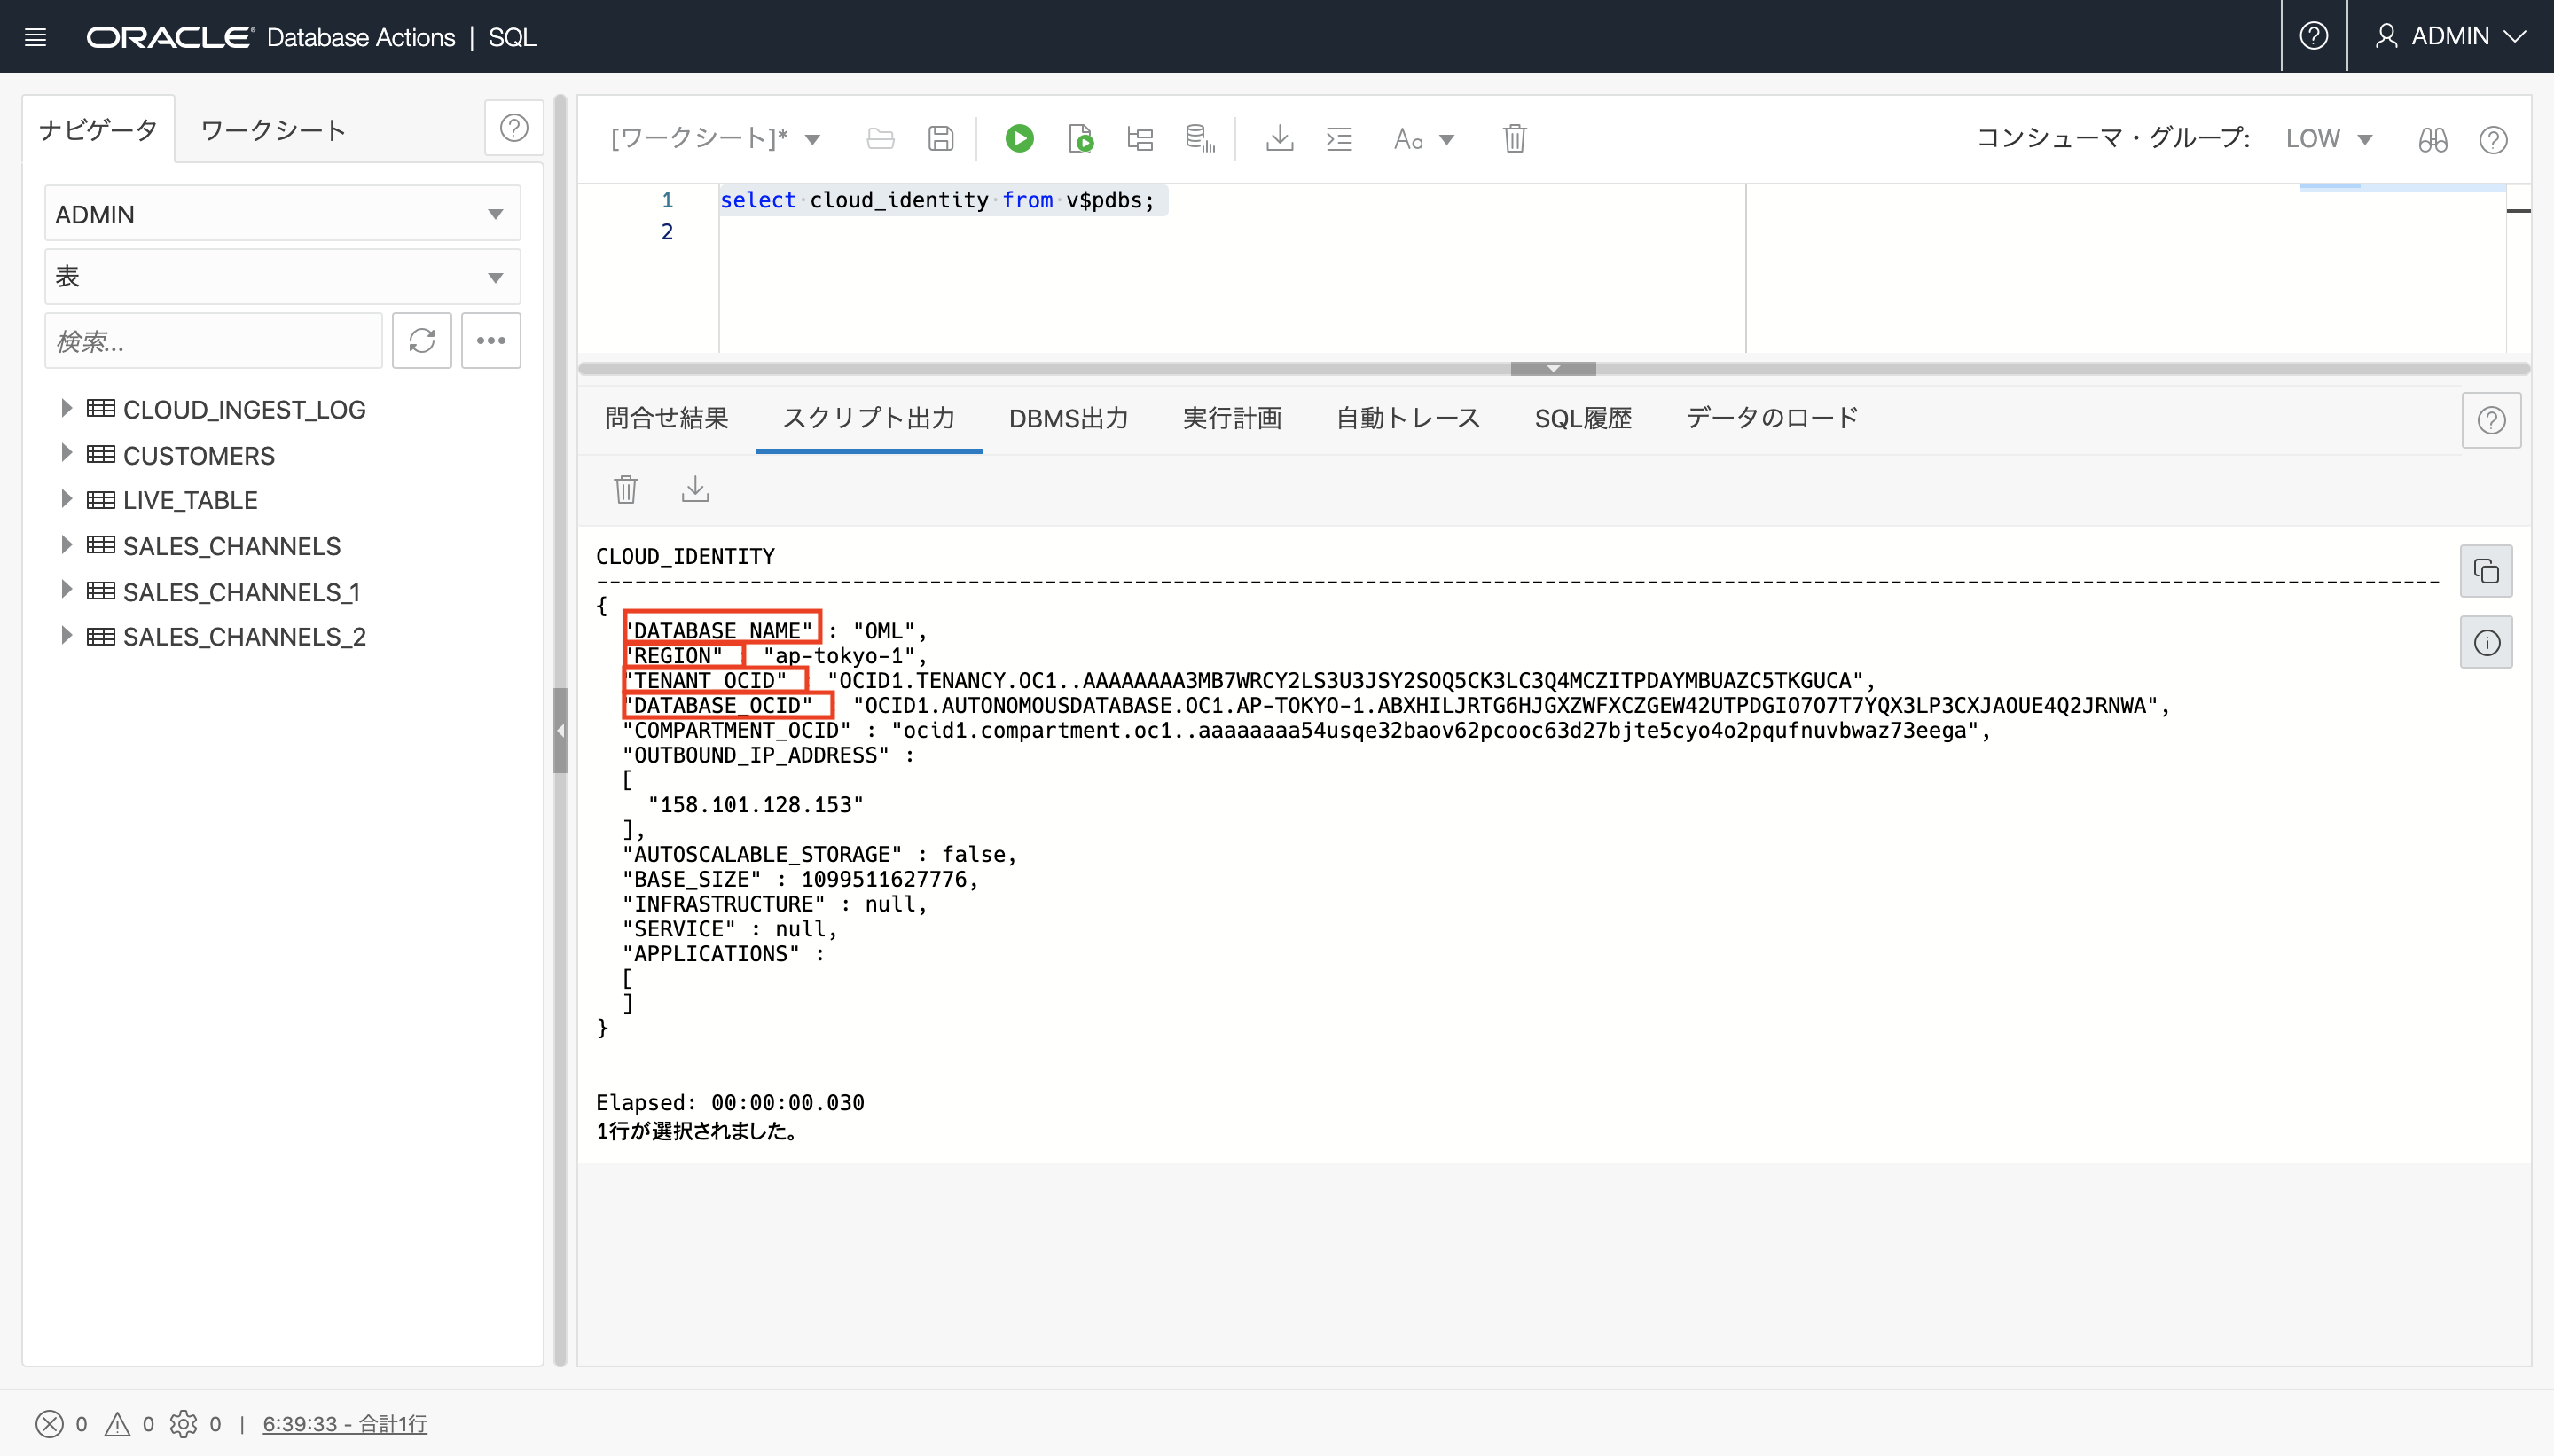 ORACLE Database Actions | SQL
ADMIN
ナビゲータ
ワークシート
ADMIN
表
検索...
CLOUD_INGEST_LOG
CUSTOMERS
LIVE_TABLE
SALES_CHANNELS
SALES_CHANNELS_1
SALES_CHANNELS_2
[ワークシート]*
Aa
コンシューマ・グループ: LOW
1 select cloud_identity from v$pdbs;
2
問合せ結果 スクリプト出力 DBMS出力 実行計画 自動トレース SQL履歴 データのロード
CLOUD_IDENTITY
--------------------------------------------------------------------------------------------------------------------------------------------------
{
"DATABASE_NAME" : "OML",
"REGION" : "ap-tokyo-1",
"TENANT_OCID" "OCID1.TENANCY.OC1..AAAAAAAA3MB7WRCY2LS3U3JSY2SOQ5CK3LC3Q4MCZITPDAYMBUAZC5TKGUCA",
"DATABASE_OCID" "OCID1.AUTONOMOUSDATABASE.OC1.AP-TOKYO-1.ABXHILJRTG6HJGXZWFXCZGEW42UTPDGIO7O7T7YQX3LP3CXJAOUE4Q2JRNWA",
"COMPARTMENT_OCID" : "ocid1.compartment.oc1..aaaaaaaa54usqe32baov62pcooc63d27bjte5cyo4o2pqufnuvbwaz73eega",
"OUTBOUND_IP_ADDRESS" :
[
"158.101.128.153"
],
"AUTOSCALABLE_STORAGE" : false,
"BASE_SIZE" : 1099511627776,
"INFRASTRUCTURE" : null,
"SERVICE" : null,
"APPLICATIONS" :
[
]
}
Elapsed: 00:00:00.030
1行が選択されました。
0 0 0 | 6:39:33 - 合計1行